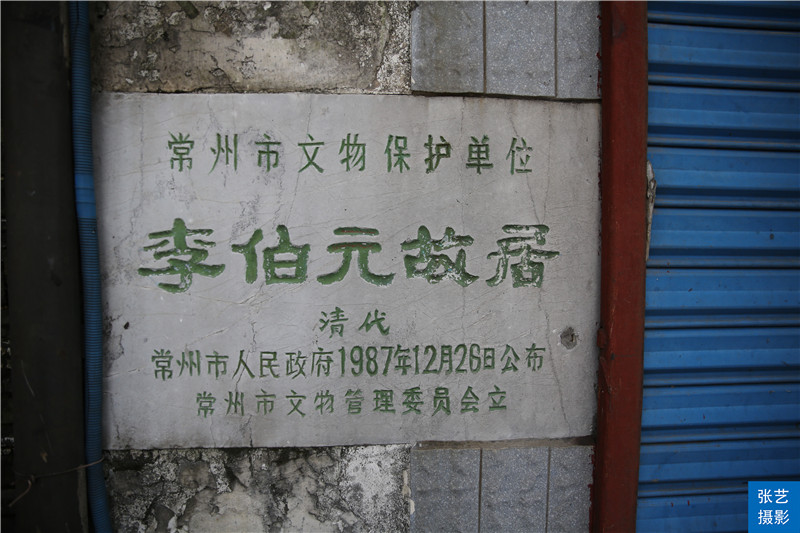 常州市文物保护单位
李伯元故居
清代
常州市人民政府1987年12月26日公布
常州市文物管理委员会立
张艺
摄影